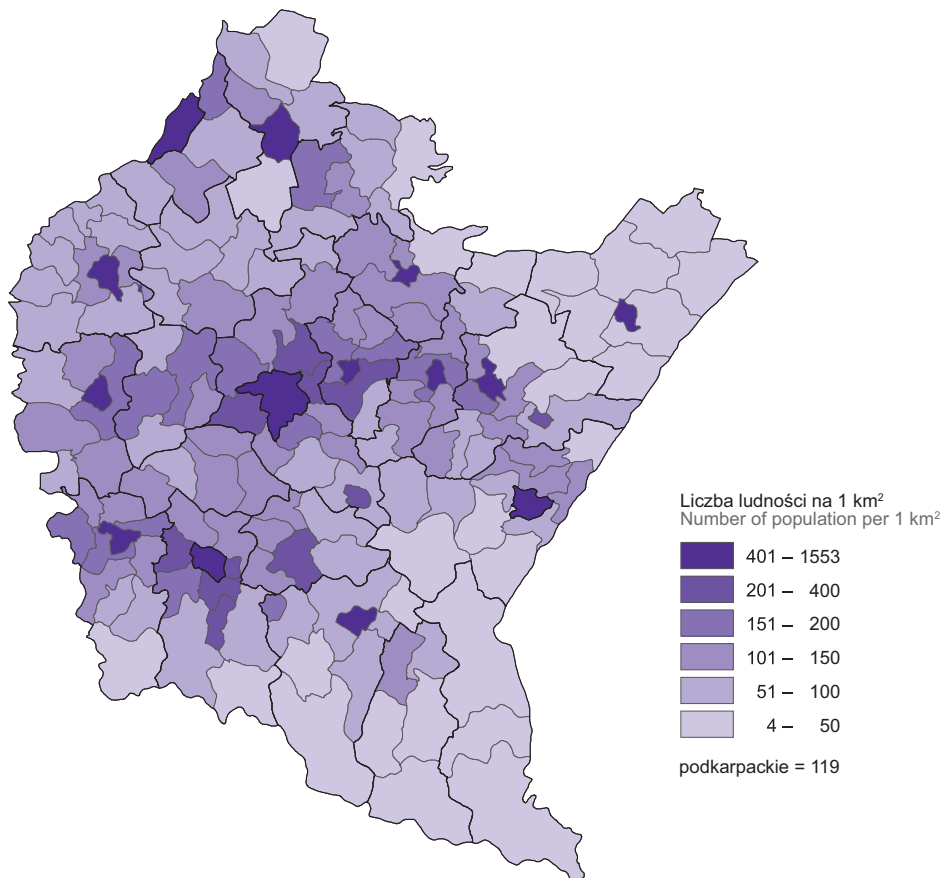 Liczba ludności na 1 km²
Number of population per 1 km²
401 – 1553
201 – 400
151 – 200
101 – 150
51 – 100
4 – 50
podkarpackie = 119